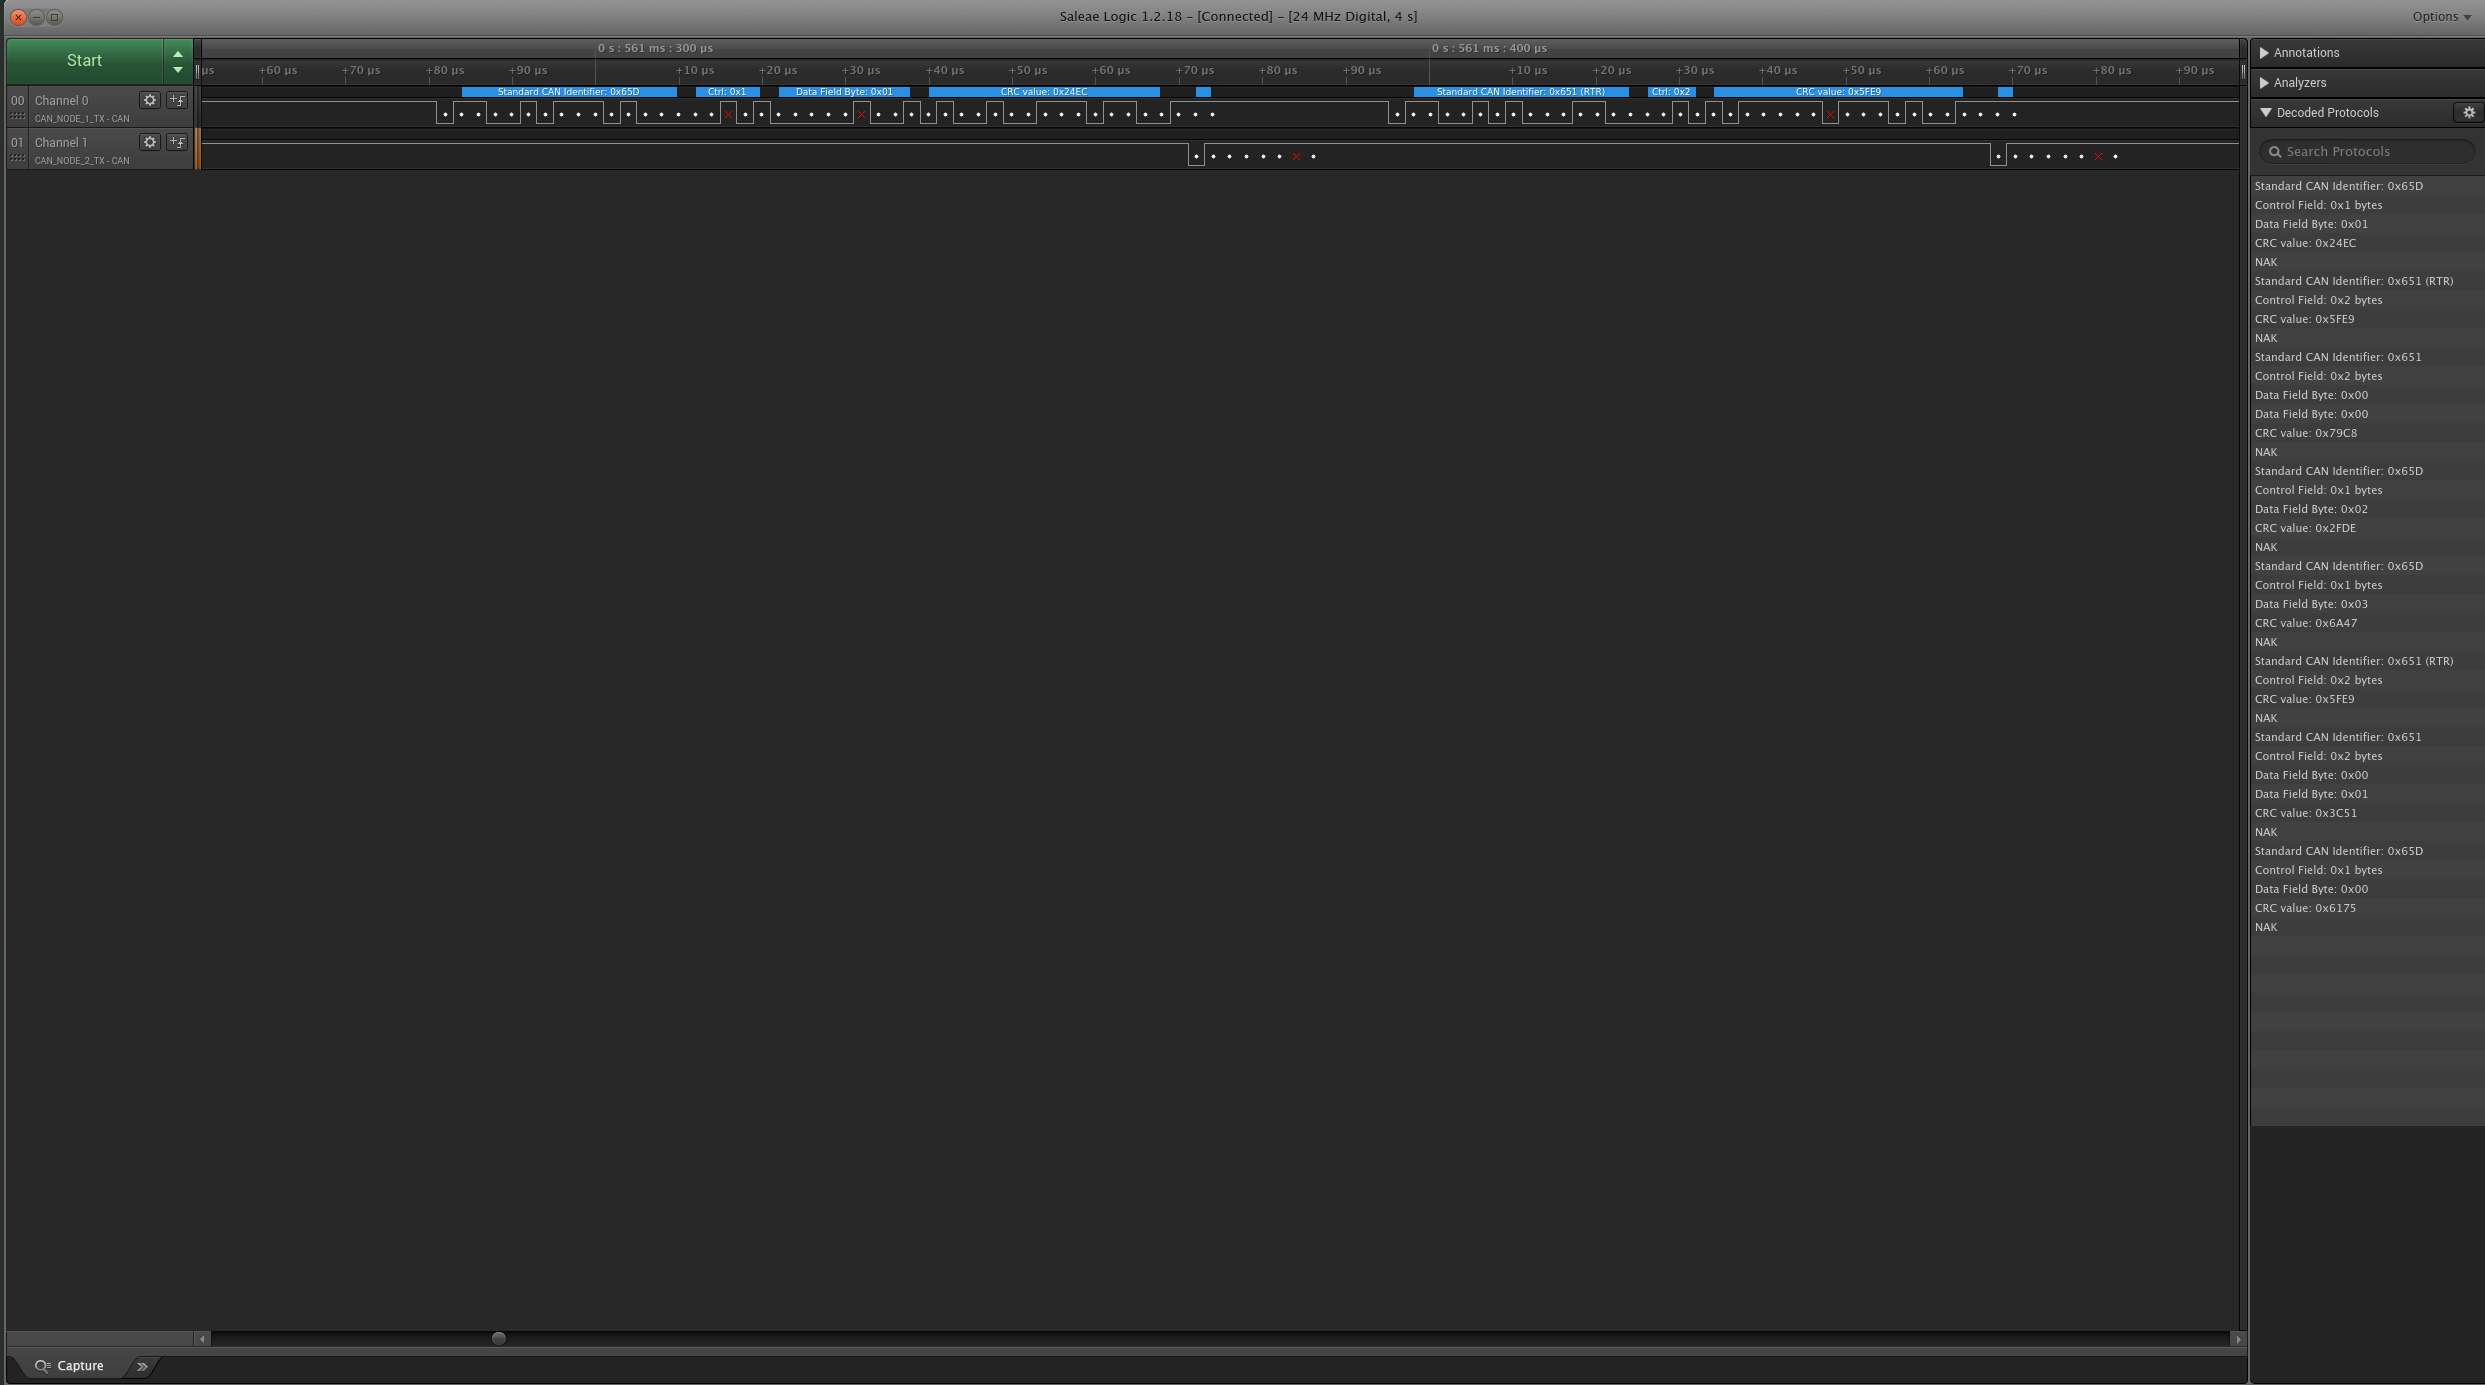 Saleae Logic 1.2.18 - [Connected] - [24 MHz Digital, 4 s]
Options
Start
0 s : 561 ms : 300 µs
0 s : 561 ms : 400 µs
µs +60 µs +70 µs +80 µs +90 µs +10 µs +20 µs +30 µs +40 µs +50 µs +60 µs +70 µs +80 µs +90 µs +10 µs +20 µs +30 µs +40 µs +50 µs +60 µs +70 µs +80 µs +90 µs
00 Channel 0
CAN_NODE_1_TX - CAN
Standard CAN Identifier: 0x65D
Ctrl: 0x1
Data Field Byte: 0x01
CRC value: 0x24EC
Standard CAN Identifier: 0x651 (RTR)
Ctrl: 0x2
CRC value: 0x5FE9
01 Channel 1
CAN_NODE_2_TX - CAN
Annotations
Analyzers
Decoded Protocols
Search Protocols
Standard CAN Identifier: 0x65D
Control Field: 0x1 bytes
Data Field Byte: 0x01
CRC value: 0x24EC
NAK
Standard CAN Identifier: 0x651 (RTR)
Control Field: 0x2 bytes
CRC value: 0x5FE9
NAK
Standard CAN Identifier: 0x651
Control Field: 0x2 bytes
Data Field Byte: 0x00
Data Field Byte: 0x00
CRC value: 0x79C8
NAK
Standard CAN Identifier: 0x65D
Control Field: 0x1 bytes
Data Field Byte: 0x02
CRC value: 0x2FDE
NAK
Standard CAN Identifier: 0x65D
Control Field: 0x1 bytes
Data Field Byte: 0x03
CRC value: 0x6A47
NAK
Standard CAN Identifier: 0x651 (RTR)
Control Field: 0x2 bytes
CRC value: 0x5FE9
NAK
Standard CAN Identifier: 0x651
Control Field: 0x2 bytes
Data Field Byte: 0x00
Data Field Byte: 0x01
CRC value: 0x3C51
NAK
Standard CAN Identifier: 0x65D
Control Field: 0x1 bytes
Data Field Byte: 0x00
CRC value: 0x6175
NAK
Capture